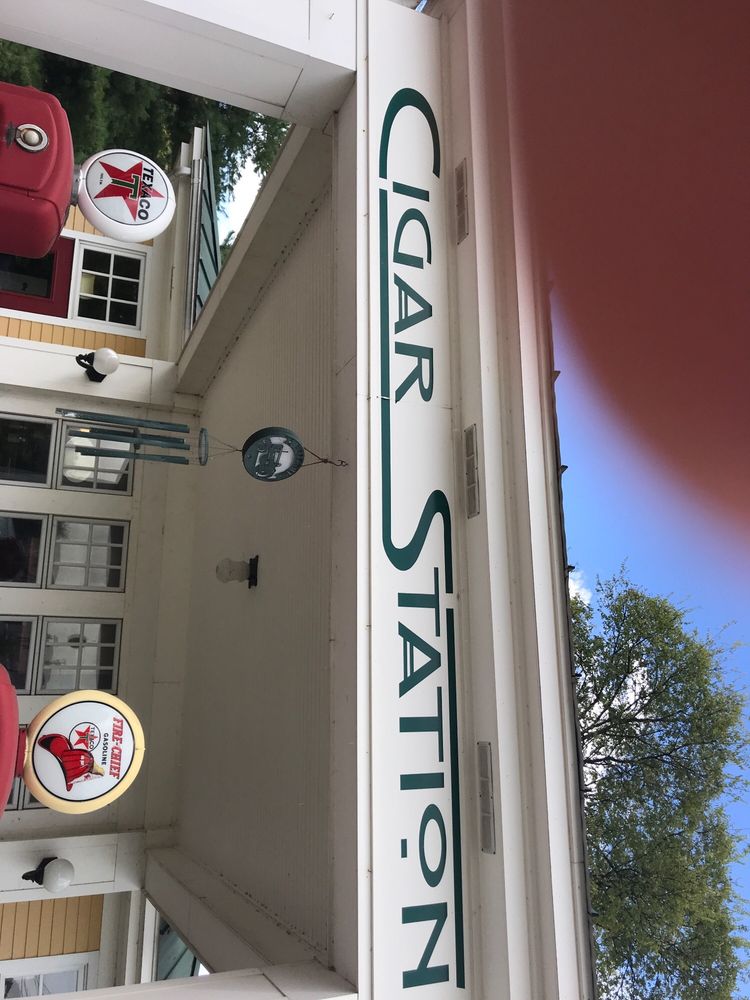 CIGAR STATION
TEXACO
T
FIRE-CHIEF
GASOLINE
TEXACO